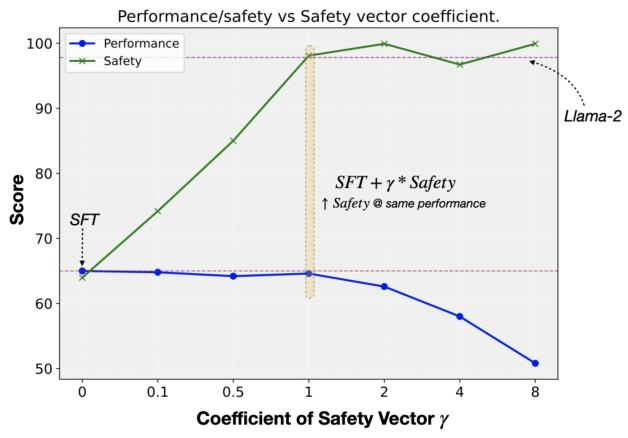 Performance/safety vs Safety vector coefficient.
100
Performance
Safety
90
Llama-2
80
SFT + γ * Safety
↑ Safety @ same performance
Score
SFT
70
60
50
0 0.1 0.5 1 2 4 8
Coefficient of Safety Vector γ